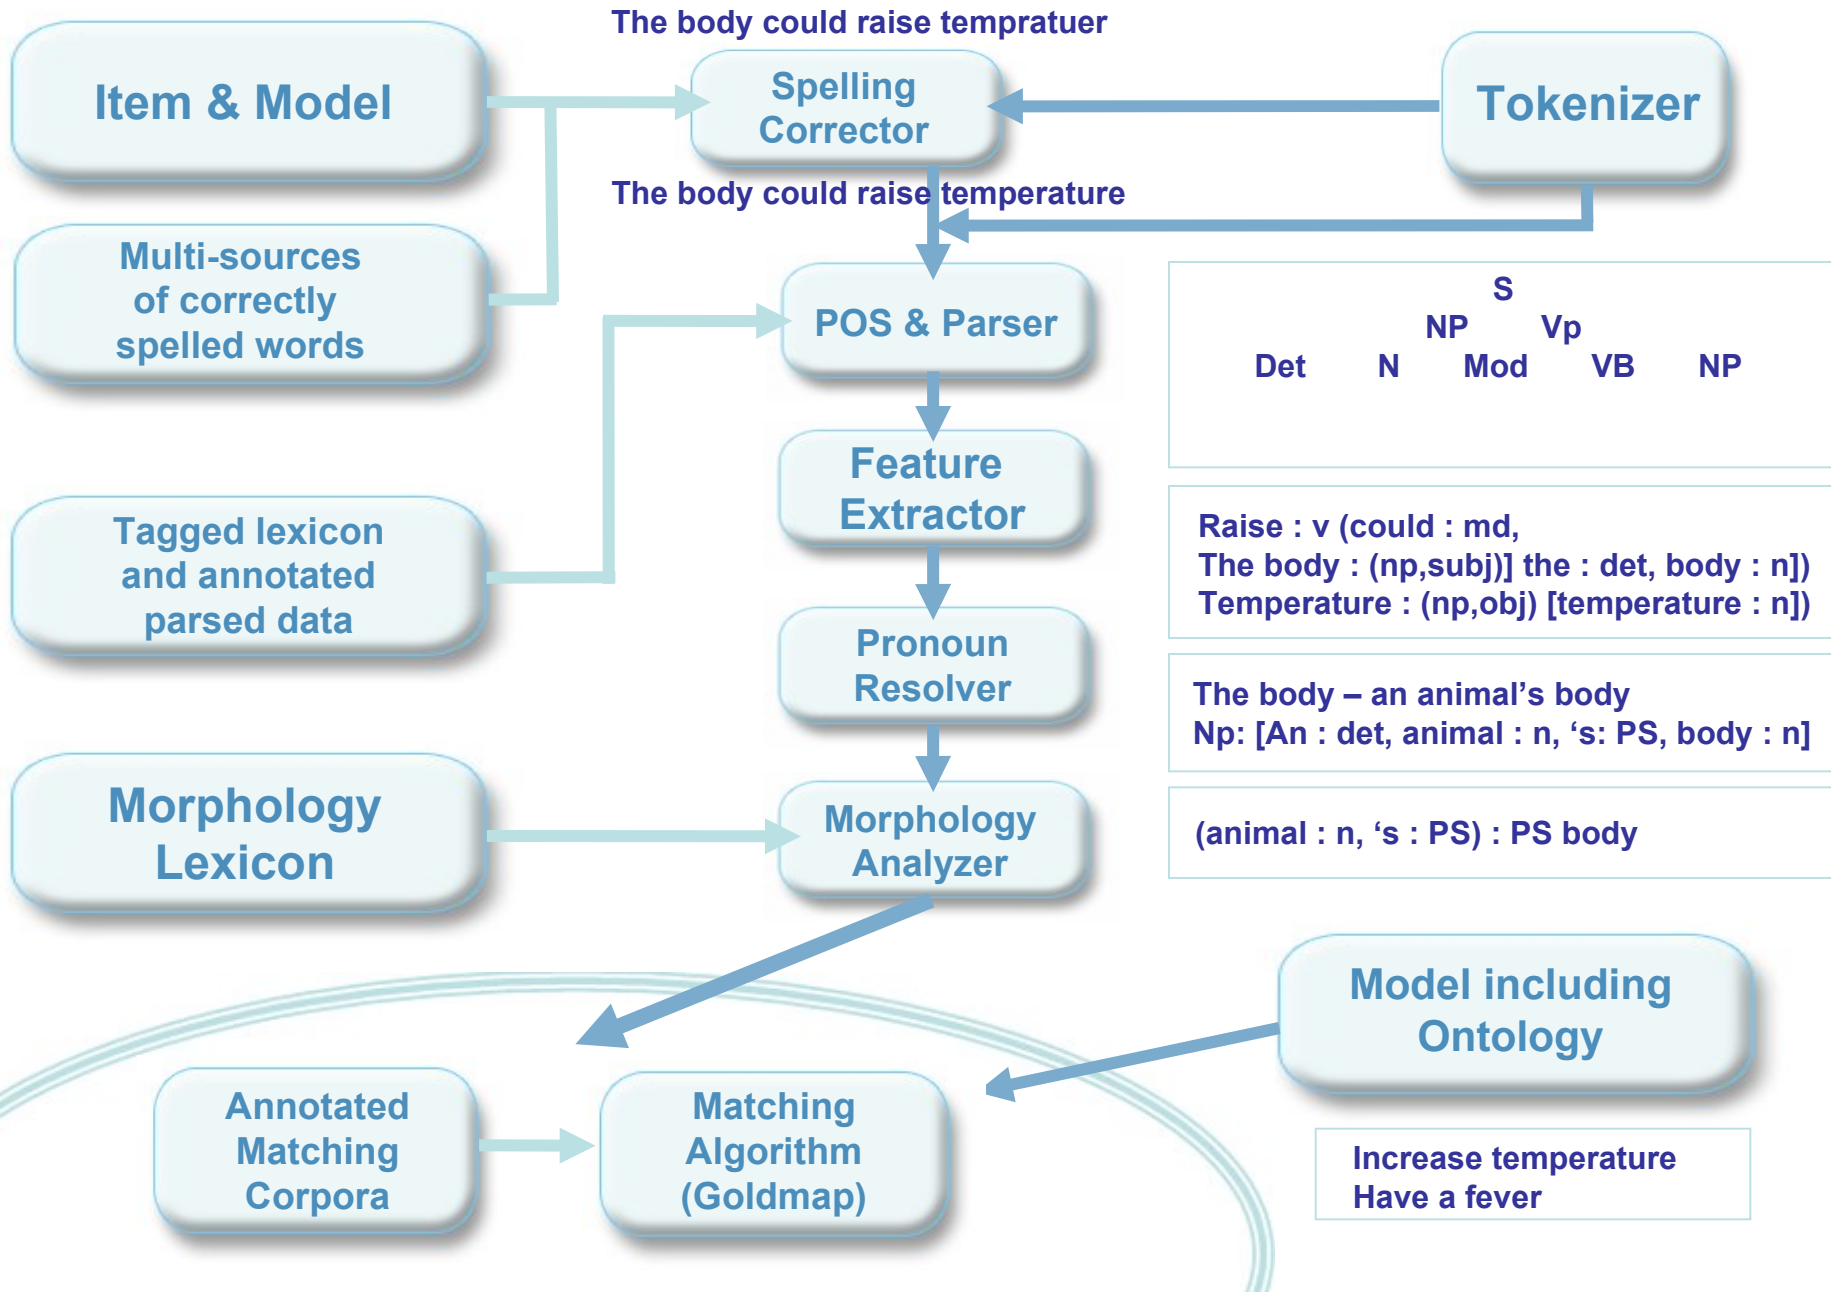 The body could raise tempratuer
Item & Model
Spelling
Corrector
Tokenizer
The body could raise temperature
Multi-sources
of correctly
spelled words
POS & Parser
S
NP Vp
Det N Mod VB NP
Feature
Extractor
Tagged lexicon
and annotated
parsed data
Raise : v (could : md,
The body : (np,subj)] the : det, body : n])
Temperature : (np,obj) [temperature : n])
Pronoun
Resolver
The body – an animal’s body
Np: [An : det, animal : n, ‘s: PS, body : n]
Morphology
Lexicon
Morphology
Analyzer
(animal : n, ‘s : PS) : PS body
Model including
Ontology
Annotated
Matching
Corpora
Matching
Algorithm
(Goldmap)
Increase temperature
Have a fever